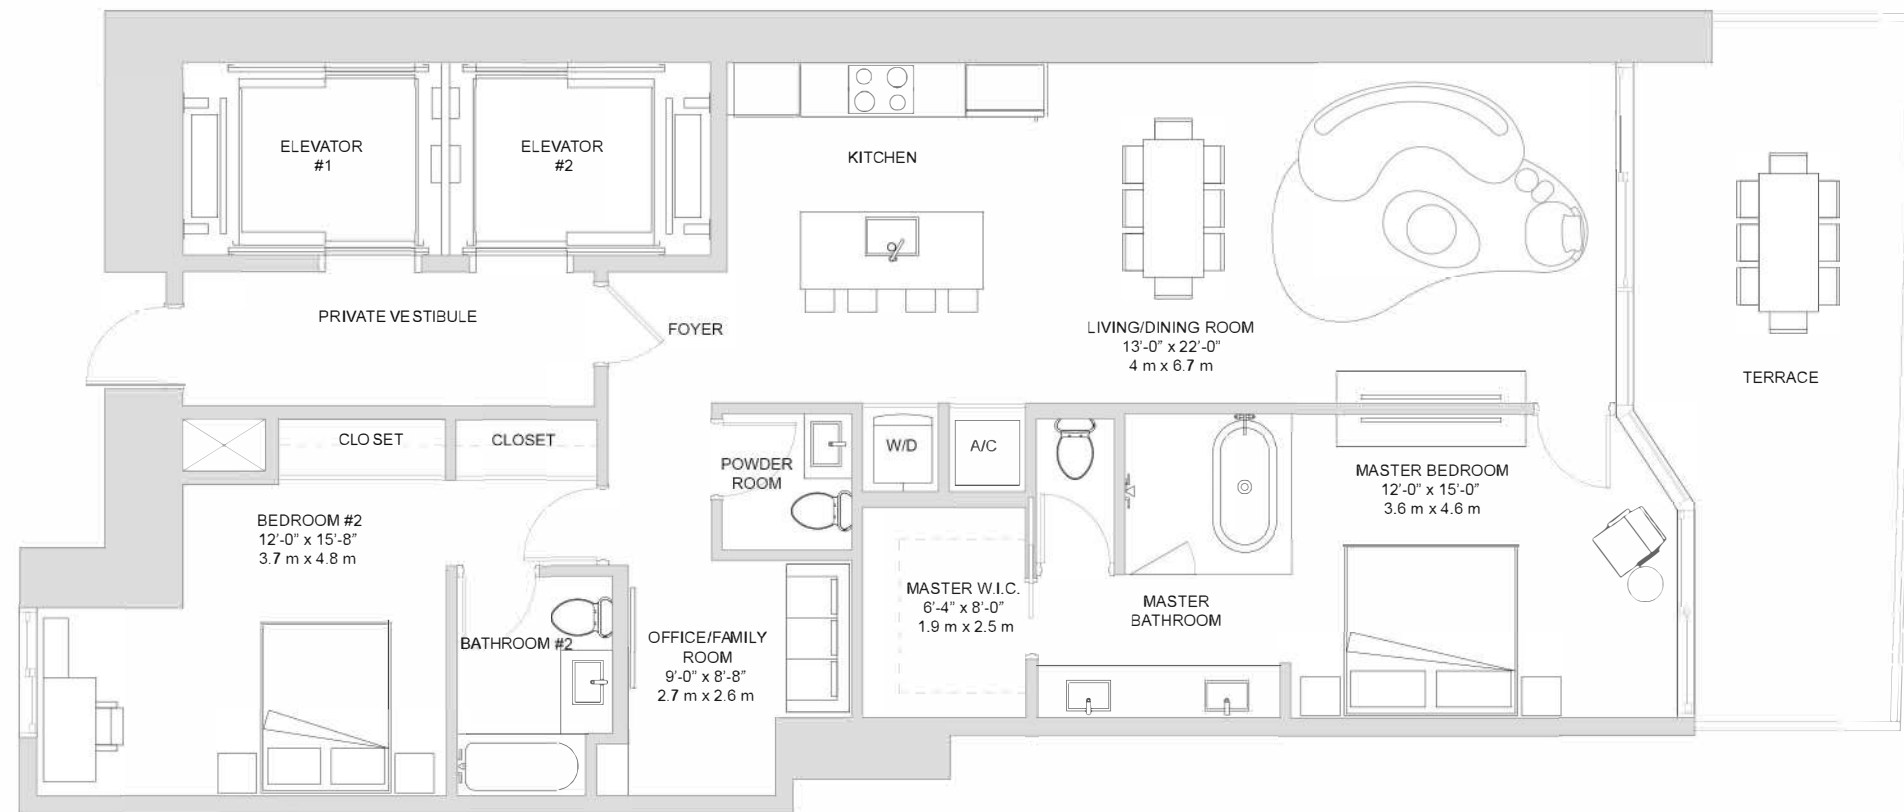 ELEVATOR
#1
ELEVATOR
#2
KITCHEN
PRIVATE VESTIBULE
FOYER
LIVING/DINING ROOM
13'-0” x 22'-0”
4 m x 6.7 m
TERRACE
CLOSET
CLOSET
W/D
A/C
POWDER
ROOM
MASTER BEDROOM
12'-0” x 15'-0”
3.6 m x 4.6 m
BEDROOM #2
12'-0” x 15'-8”
3.7 m x 4.8 m
MASTER W.I.C.
6'-4” x 8'-0”
1.9 m x 2.5 m
MASTER
BATHROOM
BATHROOM #2
OFFICE/FAMILY
ROOM
9'-0” x 8'-8”
2.7 m x 2.6 m